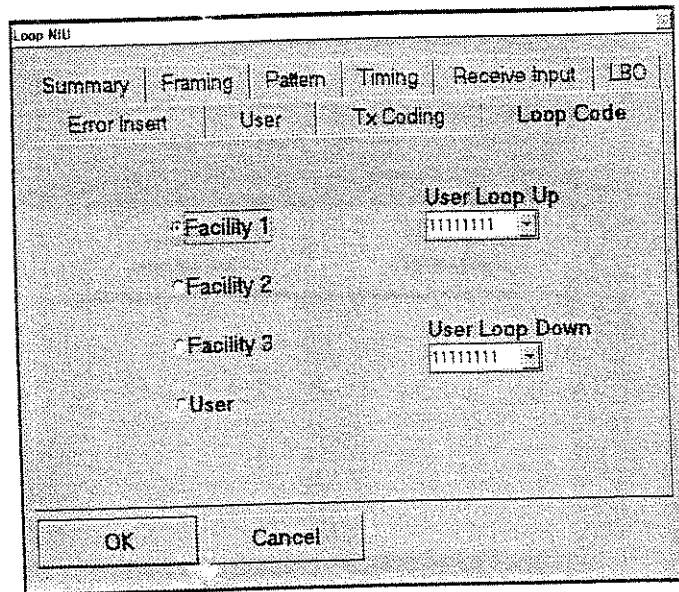 Loop NIU
Summary Framing Pattern Timing Receive Input LBO
Error Insert User Tx Coding Loop Code
User Loop Up
Facility 1
11111111
Facility 2
User Loop Down
Facility 3
11111111
User
OK Cancel